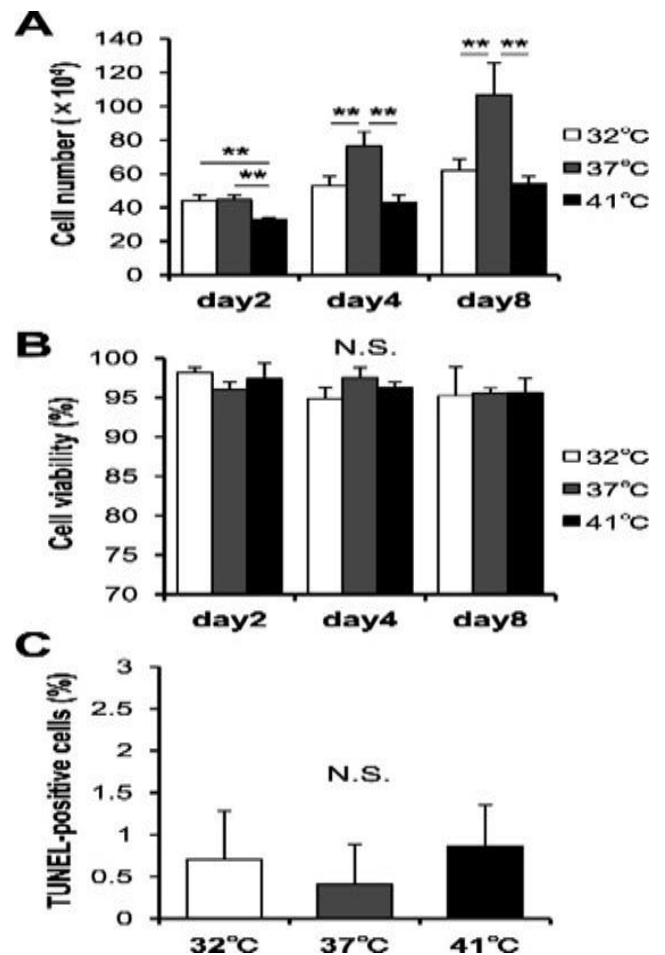 A
Cell number (×10⁴)
140
120
100
80
60
40
20
0
** ** ** ** ** **
day2 day4 day8
32°C
37°C
41°C
B
Cell viability (%)
100
95
90
85
80
75
70
N.S.
day2 day4 day8
32°C
37°C
41°C
C
TUNEL-positive cells (%)
3
2.5
2
1.5
1
0.5
0
N.S.
32°C 37°C 41°C